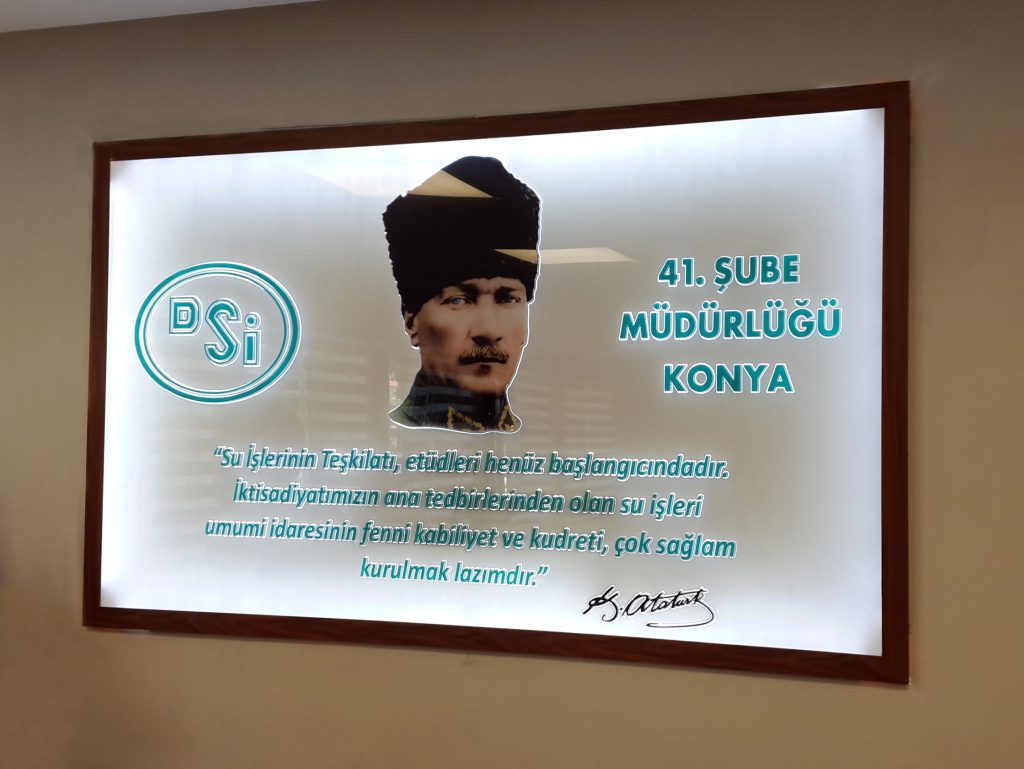 DSİ
41. ŞUBE
MÜDÜRLÜĞÜ
KONYA
“Su İşlerinin Teşkilatı, etüdleri henüz başlangıcındadır.
İktisadiyatımızın ana tedbirlerinden olan su işleri
umumi idaresinin fenni kabiliyet ve kudreti, çok sağlam
kurulmak lazımdır.”
K. Atatürk